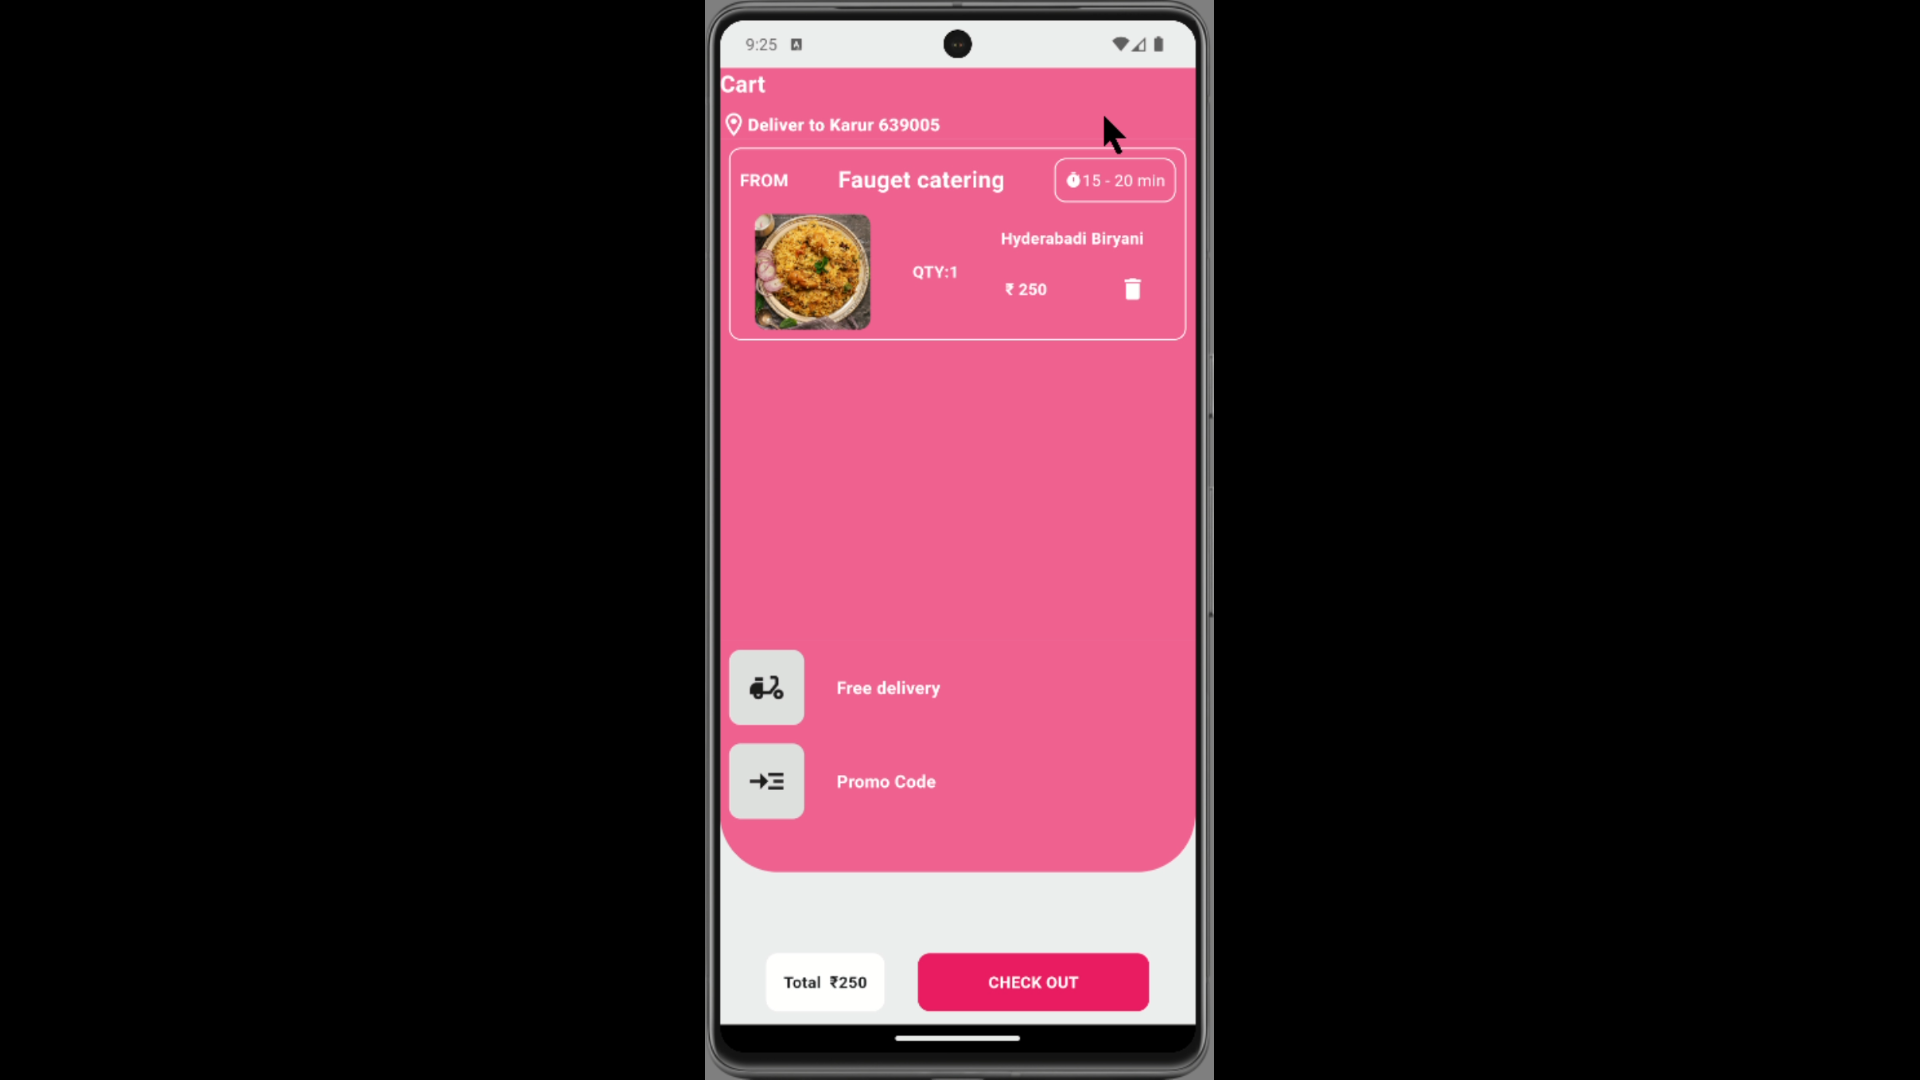 9:25
Cart
Deliver to Karur 639005
FROM Fauget catering 15 - 20 min
Hyderabadi Biryani
QTY:1
₹ 250
Free delivery
Promo Code
Total ₹250 CHECK OUT